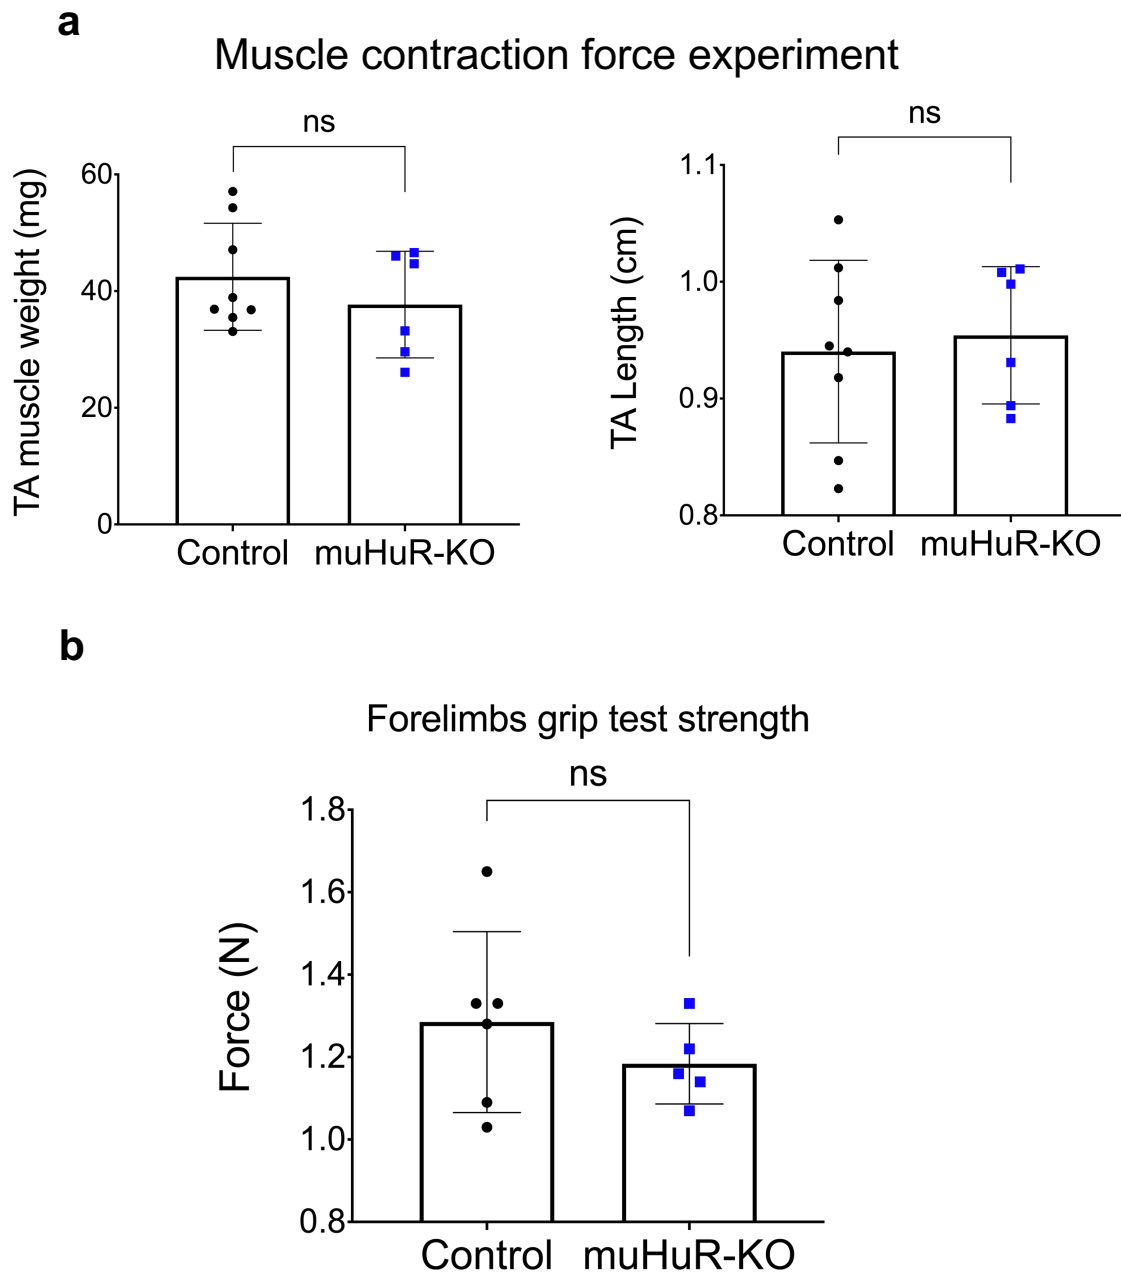 a
Muscle contraction force experiment
ns
TA muscle weight (mg)
60
40
20
0
Control muHuR-KO
ns
TA Length (cm)
1.1
1.0
0.9
0.8
Control muHuR-KO
b
Forelimbs grip test strength
ns
Force (N)
1.8
1.6
1.4
1.2
1.0
0.8
Control muHuR-KO